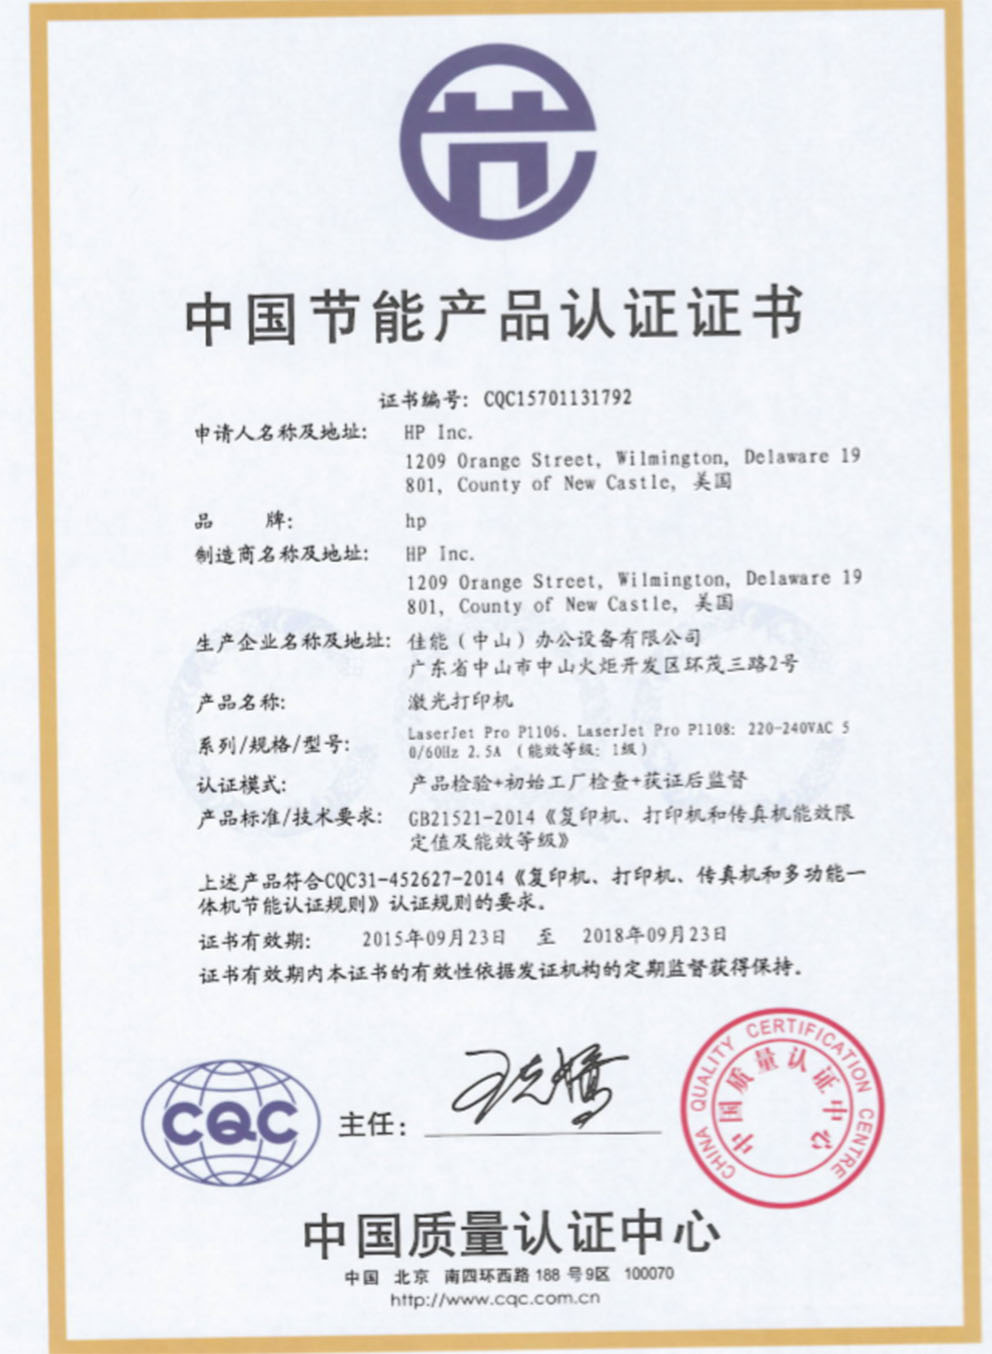 中国节能产品认证证书
证书编号: CQC15701131792
申请人名称及地址: HP Inc.
1209 Orange Street, Wilmington, Delaware 19
801, County of New Castle, 美国
品 牌: hp
制造商名称及地址: HP Inc.
1209 Orange Street, Wilmington, Delaware 19
801, County of New Castle, 美国
生产企业名称及地址: 佳能（中山）办公设备有限公司
广东省中山市中山火炬开发区环茂三路2号
产品名称: 激光打印机
系列/规格/型号: LaserJet Pro P1106、LaserJet Pro P1108: 220-240VAC 5
0/60Hz 2.5A （能效等级: 1级）
认证模式: 产品检验+初始工厂检查+获证后监督
产品标准/技术要求: GB21521-2014《复印机、打印机和传真机能效限
定值及能效等级》
上述产品符合CQC31-452627-2014《复印机、打印机、传真机和多功能一
体机节能认证规则》认证规则的要求。
证书有效期: 2015年09月23日 至 2018年09月23日
证书有效期内本证书的有效性依据发证机构的定期监督获得保持。
CQC
主任:
CHINA QUALITY CERTIFICATION CENTRE
中国质量认证中心
中国质量认证中心
中国 北京 南四环西路 188 号9区 100070
http://www.cqc.com.cn